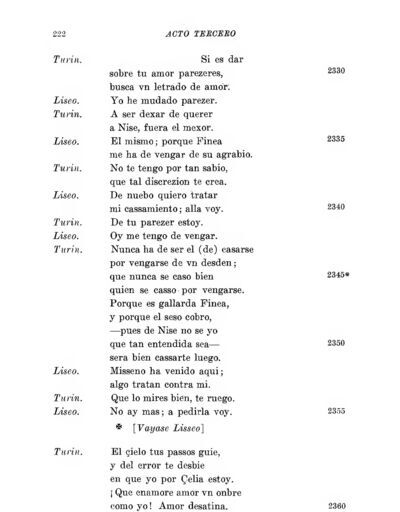 222 ACTO TERCERO
Turin. Si es dar
sobre tu amor parezeres, 2330
busca vn letrado de amor.
Liseo. Yo he mudado parezer.
Turin. A ser dexar de querer
a Nise, fuera el mexor.
Liseo. El mismo; porque Finea 2335
me ha de vengar de su agrabio.
Turin. No te tengo por tan sabio,
que tal discrezion te crea.
Liseo. De nuebo quiero tratar
mi cassamiento; alla voy. 2340
Turin. De tu parezer estoy.
Liseo. Oy me tengo de vengar.
Turin. Nunca ha de ser el (de) casarse
por vengarse de vn desden;
que nunca se caso bien 2345*
quien se casso por vengarse.
Porque es gallarda Finea,
y porque el seso cobro,
—pues de Nise no se yo
que tan entendida sea— 2350
sera bien cassarte luego.
Liseo. Misseno ha venido aqui;
algo tratan contra mi.
Turin. Que lo mires bien, te ruego.
Liseo. No ay mas; a pedirla voy. 2355
✠ [Vayase Lisseo]
Turin. El çielo tus passos guie,
y del error te desbie
en que yo por Çelia estoy.
¡Que enamore amor vn onbre
como yo! Amor desatina. 2360